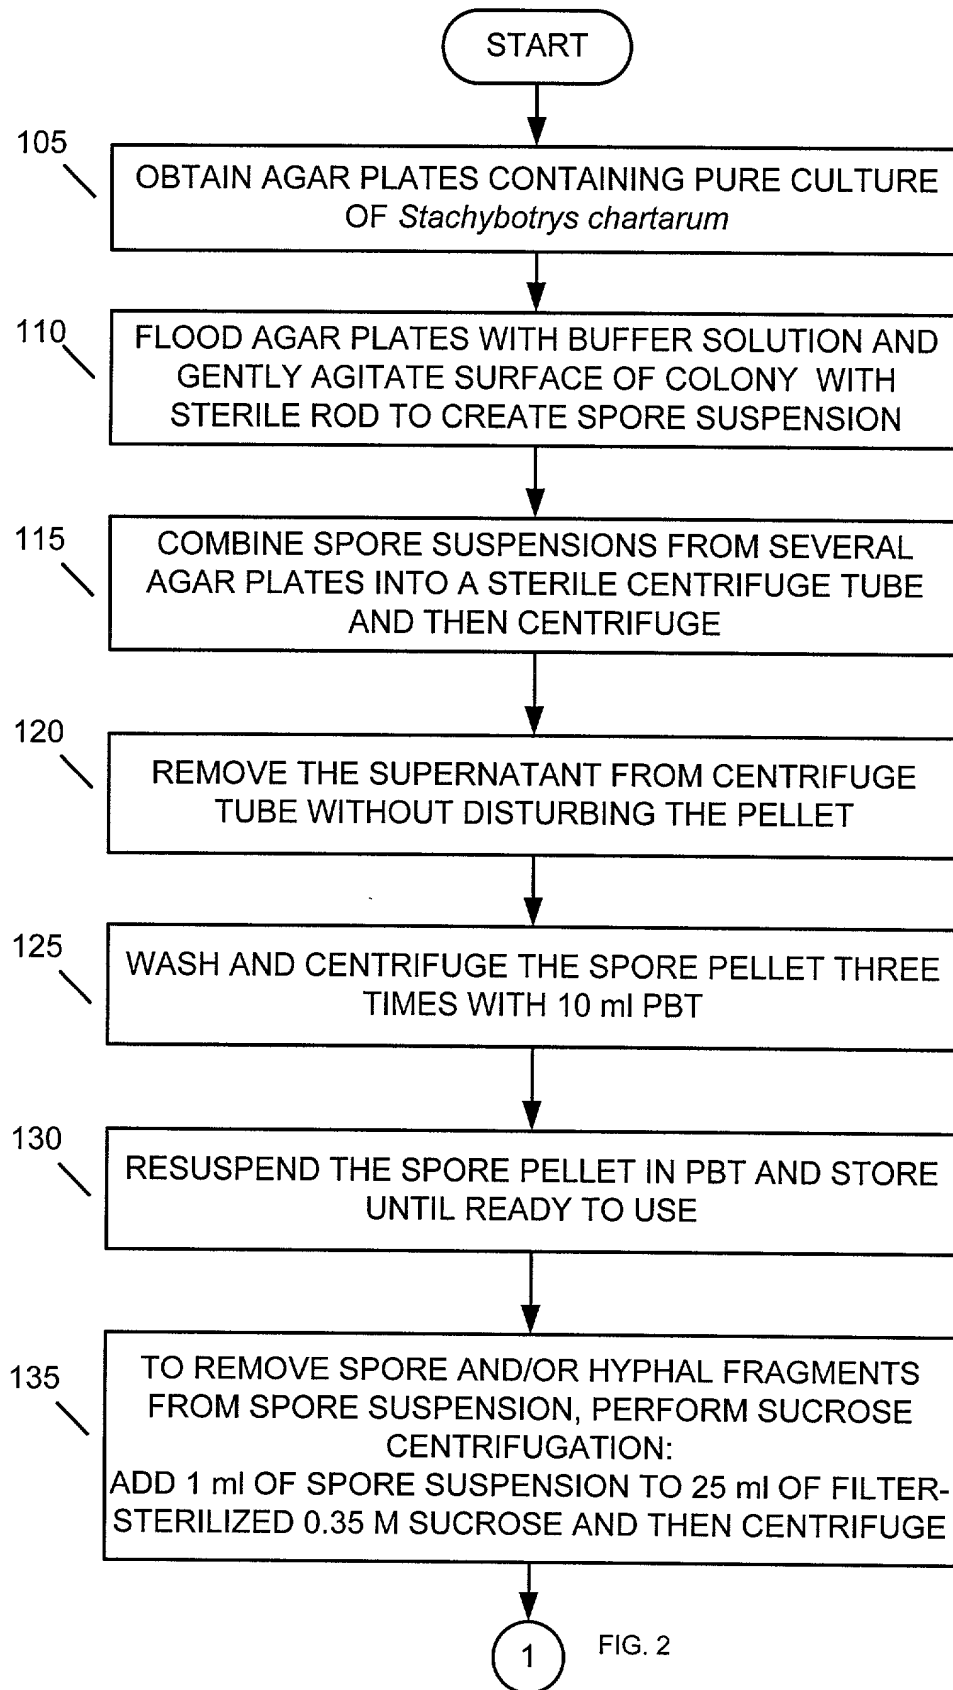 START
105
OBTAIN AGAR PLATES CONTAINING PURE CULTURE
OF Stachybotrys chartarum
110
FLOOD AGAR PLATES WITH BUFFER SOLUTION AND
GENTLY AGITATE SURFACE OF COLONY WITH
STERILE ROD TO CREATE SPORE SUSPENSION
115
COMBINE SPORE SUSPENSIONS FROM SEVERAL
AGAR PLATES INTO A STERILE CENTRIFUGE TUBE
AND THEN CENTRIFUGE
120
REMOVE THE SUPERNATANT FROM CENTRIFUGE
TUBE WITHOUT DISTURBING THE PELLET
125
WASH AND CENTRIFUGE THE SPORE PELLET THREE
TIMES WITH 10 ml PBT
130
RESUSPEND THE SPORE PELLET IN PBT AND STORE
UNTIL READY TO USE
135
TO REMOVE SPORE AND/OR HYPHAL FRAGMENTS
FROM SPORE SUSPENSION, PERFORM SUCROSE
CENTRIFUGATION:
ADD 1 ml OF SPORE SUSPENSION TO 25 ml OF FILTER-
STERILIZED 0.35 M SUCROSE AND THEN CENTRIFUGE
1
FIG. 2